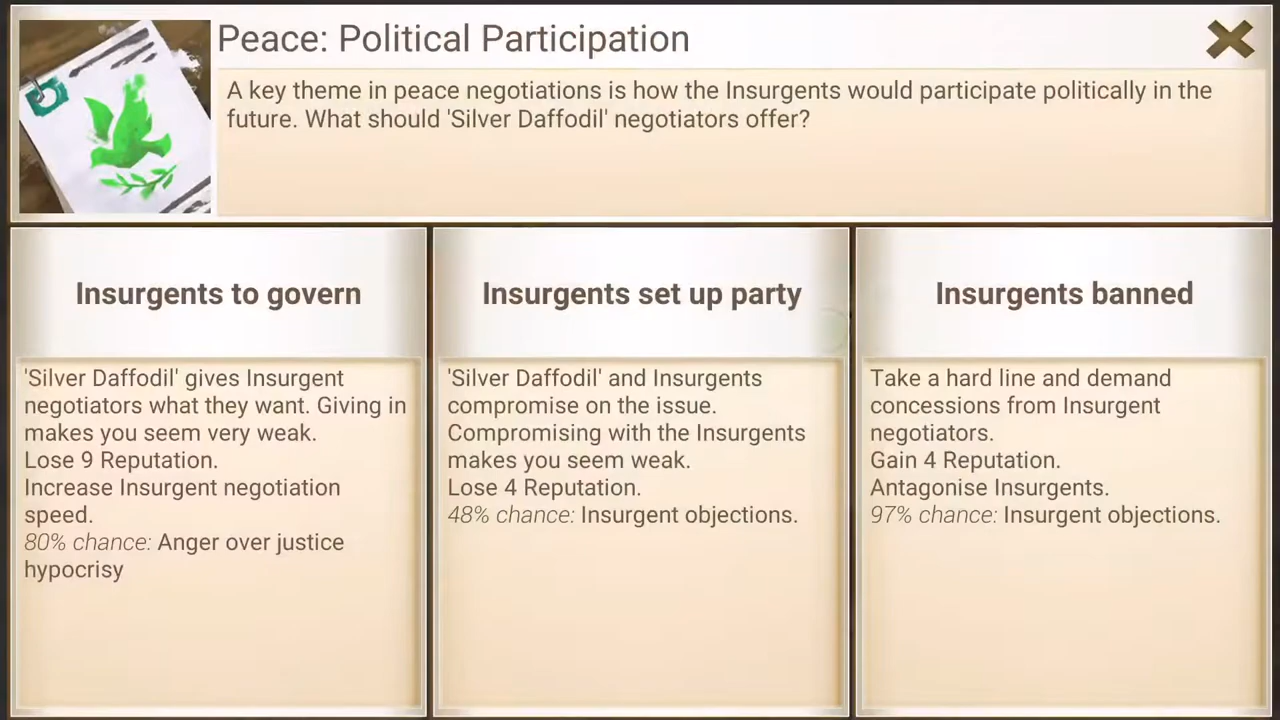 Peace: Political Participation
A key theme in peace negotiations is how the Insurgents would participate politically in the
future. What should 'Silver Daffodil' negotiators offer?
Insurgents to govern
'Silver Daffodil' gives Insurgent
negotiators what they want. Giving in
makes you seem very weak.
Lose 9 Reputation.
Increase Insurgent negotiation
speed.
80% chance: Anger over justice
hypocrisy
Insurgents set up party
'Silver Daffodil' and Insurgents
compromise on the issue.
Compromising with the Insurgents
makes you seem weak.
Lose 4 Reputation.
48% chance: Insurgent objections.
Insurgents banned
Take a hard line and demand
concessions from Insurgent
negotiators.
Gain 4 Reputation.
Antagonise Insurgents.
97% chance: Insurgent objections.